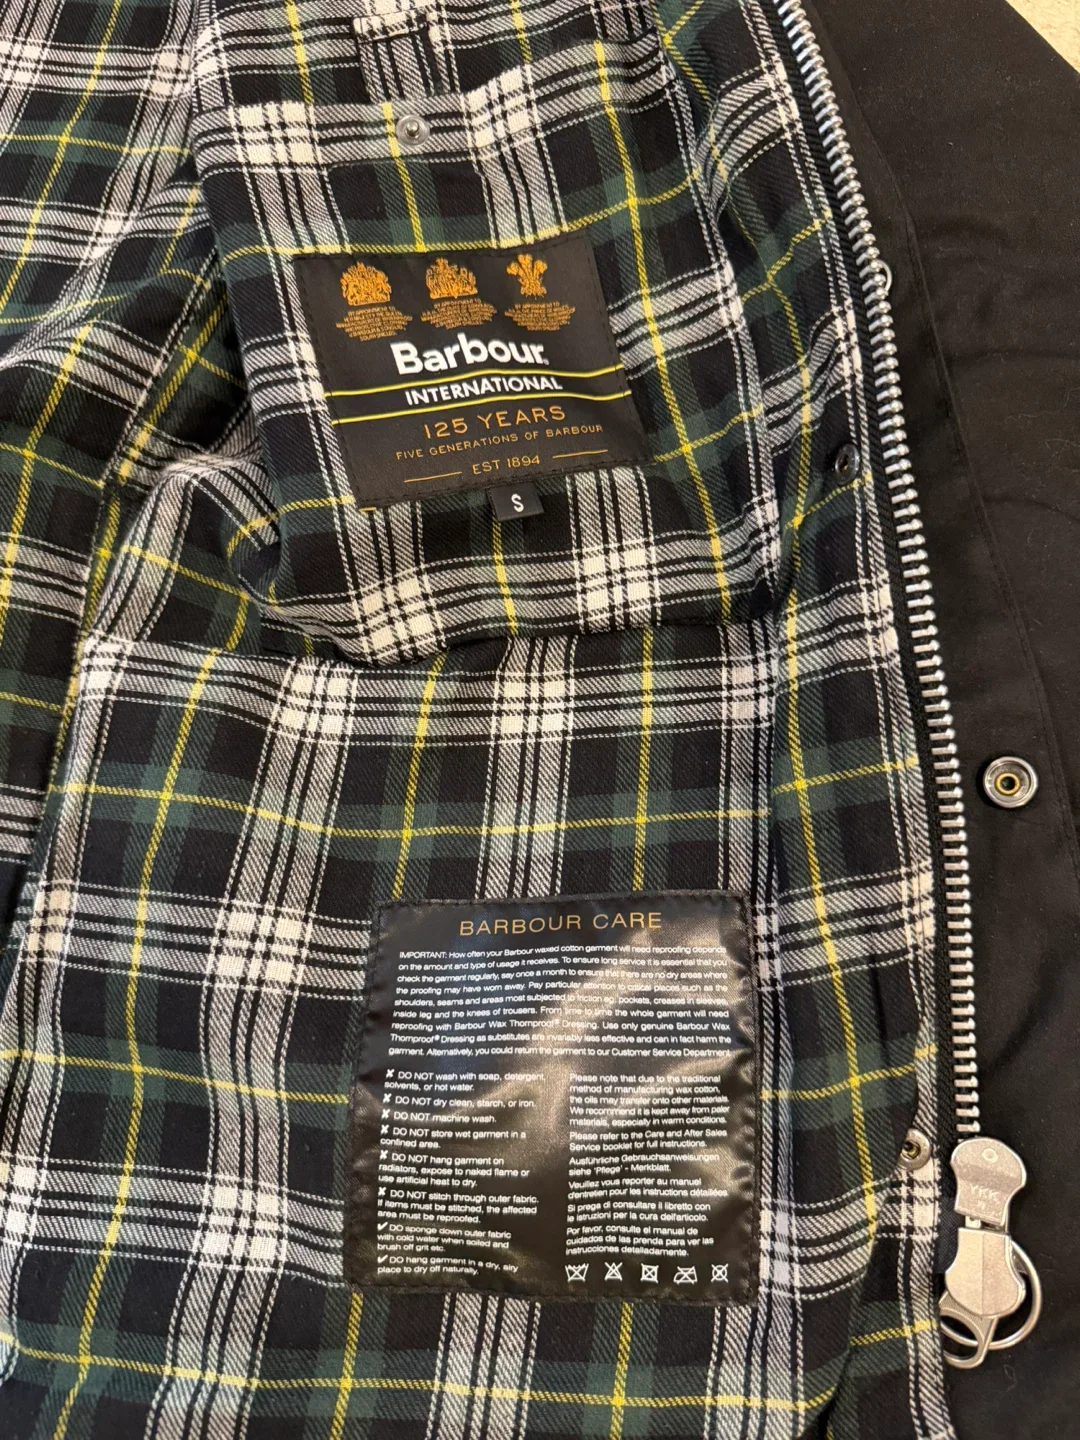 Barbour
INTERNATIONAL
125 YEARS
FIVE GENERATIONS OF BARBOUR
EST 1894
S
BARBOUR CARE
IMPORTANT: How often your Barbour waxed cotton garment will need reproofing depends
on the amount and type of usage it receives. To ensure long service it is essential that you
check the garment regularly, say once a month to ensure that there are no dry areas where
the proofing may have worn away. Pay particular attention to critical places such as the
shoulders, seams and areas most subjected to friction eg. pockets, creases in sleeves,
inside leg and the knees of trousers. From time to time the whole garment will need
reproofing with Barbour Wax Thornproof® Dressing. Use only genuine Barbour Wax
Thornproof® Dressing as substitutes are invariably less effective and can in fact harm the
garment. Alternatively, you could return the garment to our Customer Service Department.
✘ DO NOT wash with soap, detergent,
solvents, or hot water.
✘ DO NOT dry clean, starch, or iron.
✘ DO NOT machine wash.
✘ DO NOT store wet garment in a
confined area.
✘ DO NOT hang garment on
radiators, expose to naked flame or
use artificial heat to dry.
✘ DO NOT stitch through outer fabric.
If items must be stitched, the affected
area must be reproofed.
✔ DO sponge down outer fabric
with cold water when soiled and
brush off grit etc.
✔ DO hang garment in a dry, airy
place to dry off naturally.
Please note that due to the traditional
method of manufacturing wax cotton,
the oils may transfer onto other materials.
We recommend it is kept away from paler
materials, especially in warm conditions.
Please refer to the Care and After Sales
Service booklet for full instructions.
Ausführliche Gebrauchsanweisungen
siehe 'Pflege' - Merkblatt.
Veuillez vous reporter au manuel
d'entretien pour les instructions détaillées
Si prega di consultare il libretto con
le istruzioni per la cura dell'articolo.
Por favor, consulte el manual de
cuidados de las prenda para ver las
instrucciones detalladamente.
YKK